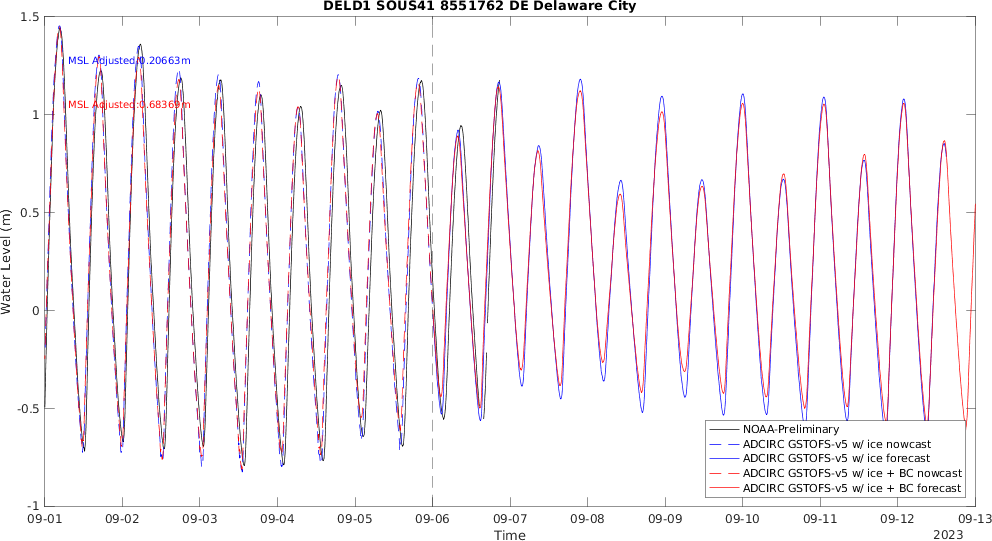 DELD1 SOUS41 8551762 DE Delaware City
MSL Adjusted:0.20663m
MSL Adjusted:0.68369m
Water Level (m)
1.5
1
0.5
0
-0.5
-1
09-01 09-02 09-03 09-04 09-05 09-06 09-07 09-08 09-09 09-10 09-11 09-12 09-13
Time
2023
NOAA-Preliminary
ADCIRC GSTOFS-v5 w/ ice nowcast
ADCIRC GSTOFS-v5 w/ ice forecast
ADCIRC GSTOFS-v5 w/ ice + BC nowcast
ADCIRC GSTOFS-v5 w/ ice + BC forecast